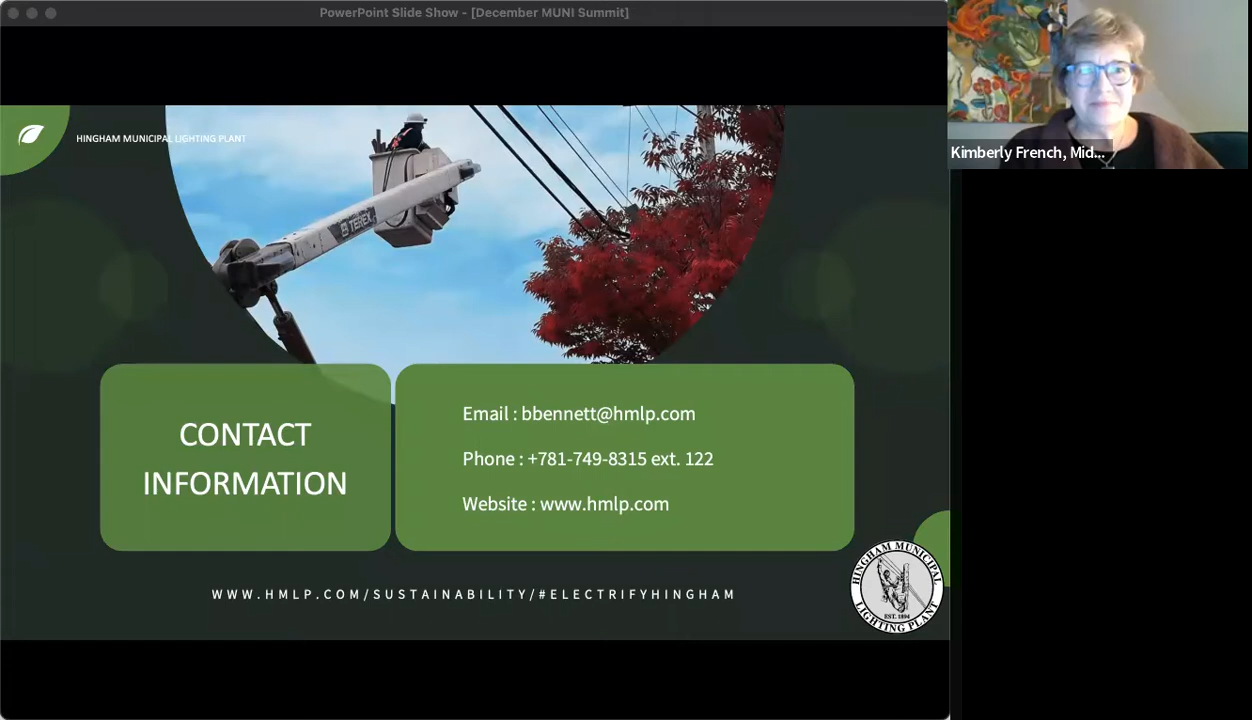 PowerPoint Slide Show - [December MUNI Summit]
HINGHAM MUNICIPAL LIGHTING PLANT
Kimberly French, Mid...
TEREX
CONTACT
INFORMATION
Email : bbennett@hmlp.com
Phone : +781-749-8315 ext. 122
Website : www.hmlp.com
WWW.HMLP.COM/SUSTAINABILITY/#ELECTRIFYHINGHAM
HINGHAM MUNICIPAL
LIGHTING PLANT
EST. 1894